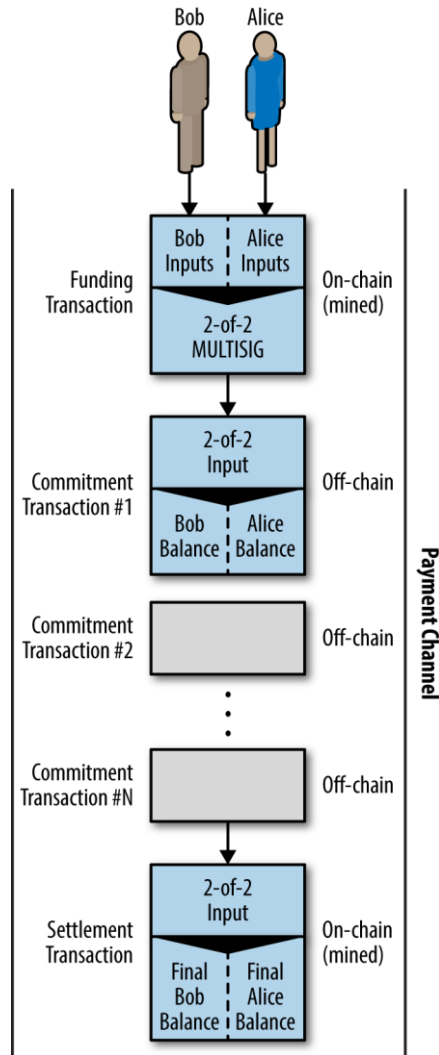 Bob
Alice
Funding
Transaction
Bob
Inputs
Alice
Inputs
2-of-2
MULTISIG
On-chain
(mined)
Commitment
Transaction #1
2-of-2
Input
Bob
Balance
Alice
Balance
Off-chain
Commitment
Transaction #2
Off-chain
Commitment
Transaction #N
Off-chain
Settlement
Transaction
2-of-2
Input
Final
Bob
Balance
Final
Alice
Balance
On-chain
(mined)
Payment Channel